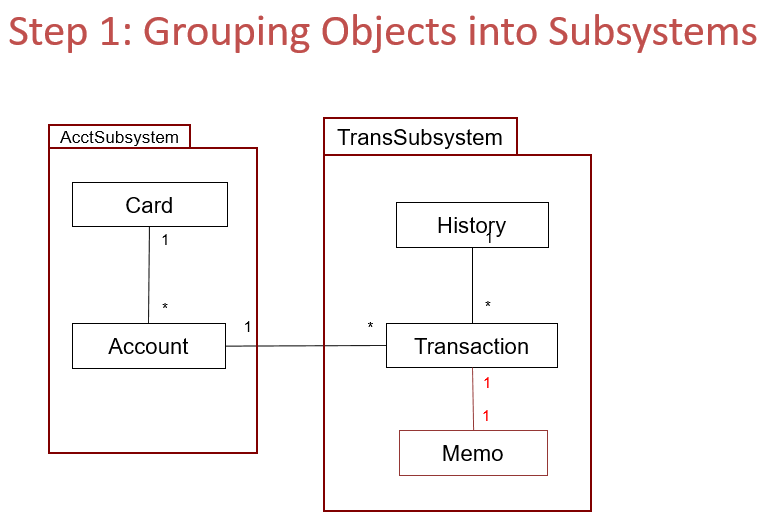 Step 1: Grouping Objects into Subsystems
AcctSubsystem
TransSubsystem
Card
1
*
Account
1
*
History
1
*
Transaction
1
1
Memo